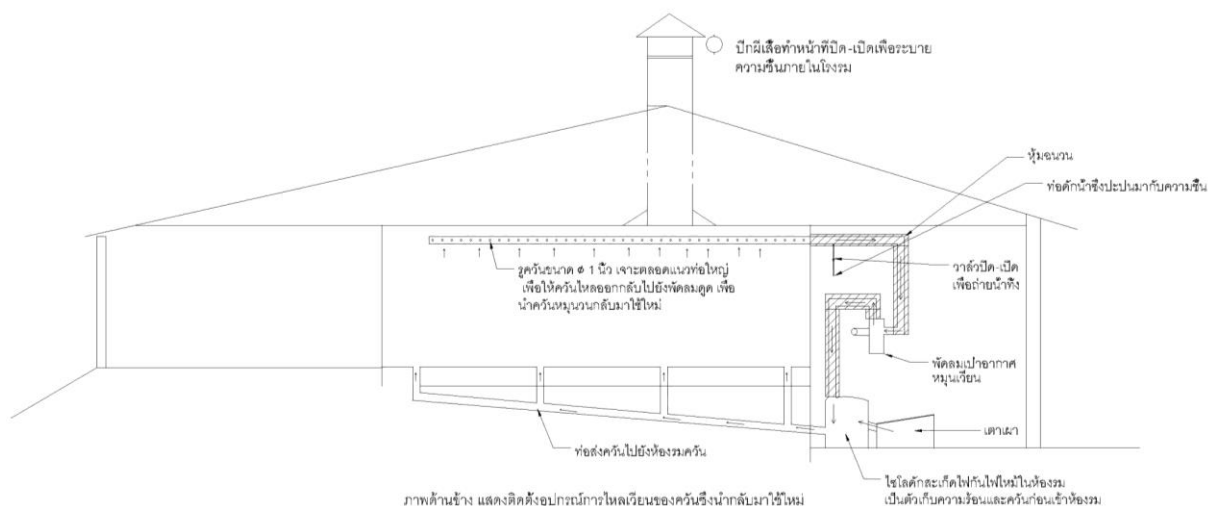 ปีกผีเสื้อทำหน้าที่ปิด-เปิดเพื่อระบาย
ความชื้นภายในโรงรม
หุ้มฉนวน
ท่อดักน้ำซึ่งปะปนมากับความชื้น
รูควันขนาด ø 1 นิ้ว เจาะตลอดแนวท่อใหญ่
เพื่อให้ควันไหลออกกลับไปยังพัดลมดูด เพื่อ
นำควันหมุนวนกลับมาใช้ใหม่
วาล์วปิด-เปิด
เพื่อถ่ายน้ำทิ้ง
พัดลมเป่าอากาศ
หมุนเวียน
เตาเผา
ท่อส่งควันไปยังห้องรมควัน
ไซโลดักสะเก็ดไฟกันไฟไหม้ในห้องรม
เป็นตัวเก็บความร้อนและควันก่อนเข้าห้องรม
ภาพด้านข้าง แสดงติดตั้งอุปกรณ์การไหลเวียนของควันซึ่งนำกลับมาใช้ใหม่